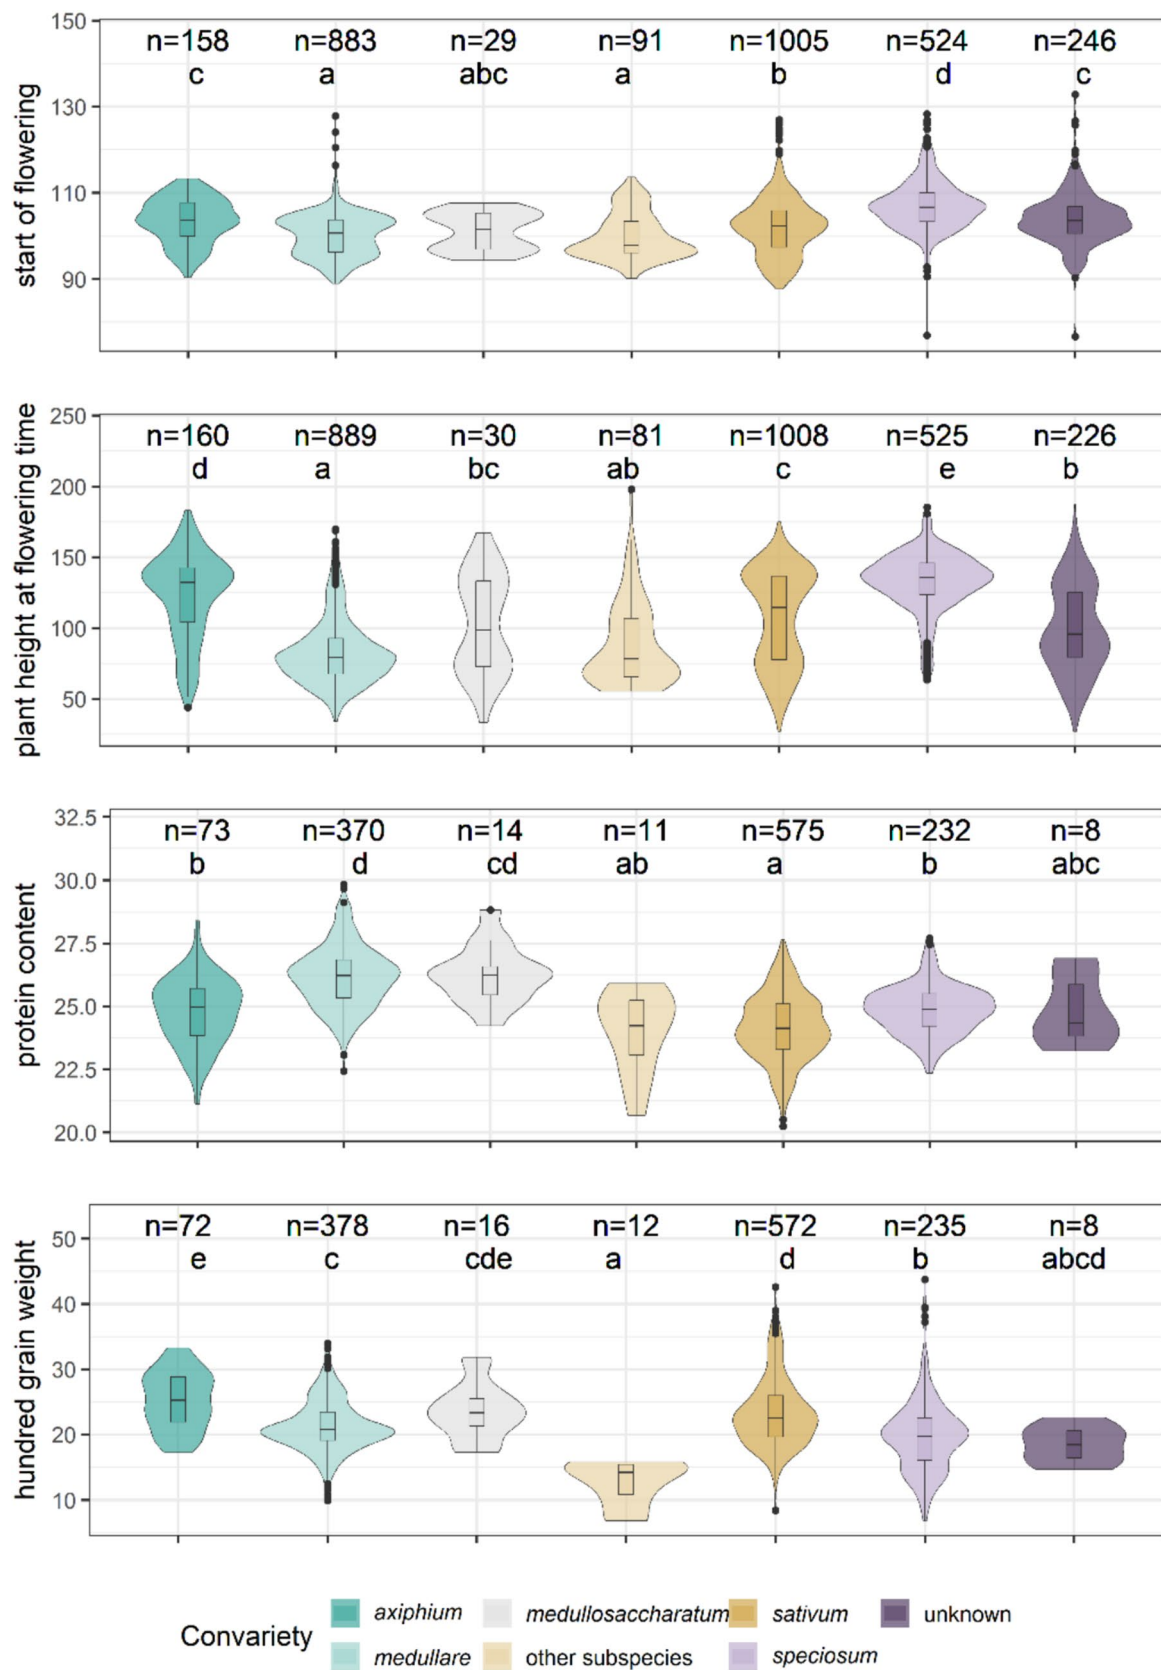 150
n=158 n=883 n=29 n=91 n=1005 n=524 n=246
c a abc a b d c
130
110
90
start of flowering
250
n=160 n=889 n=30 n=81 n=1008 n=525 n=226
d a bc ab c e b
200
150
100
50
plant height at flowering time
32.5
n=73 n=370 n=14 n=11 n=575 n=232 n=8
b d cd ab a b abc
30.0
27.5
25.0
22.5
20.0
protein content
n=72 n=378 n=16 n=12 n=572 n=235 n=8
50
e c cde a d b abcd
40
30
20
10
hundred grain weight
Convariety
axiphium medullosaccharatum sativum unknown
medullare other subspecies speciosum